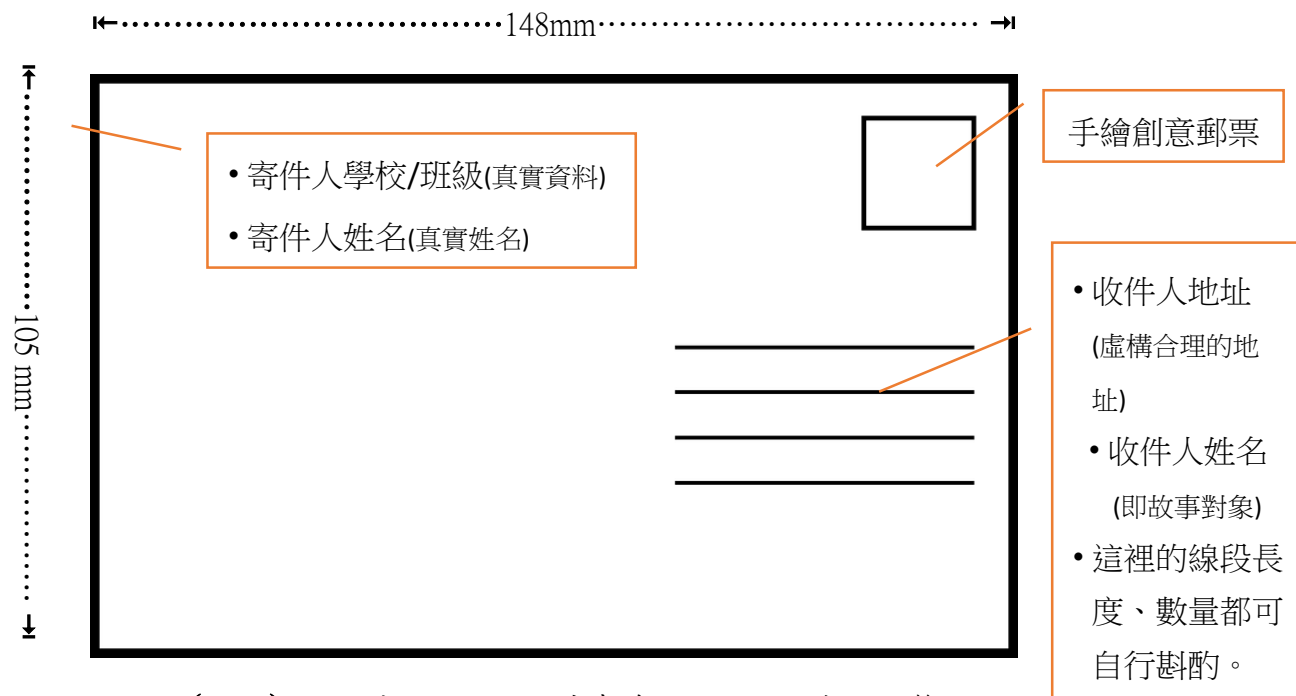 148mm
105 mm
• 寄件人學校/班級(真實資料)
• 寄件人姓名(真實姓名)
手繪創意郵票
• 收件人地址
(虛構合理的地
址)
• 收件人姓名
(即故事對象)
• 這裡的線段長
度、數量都可
自行斟酌。